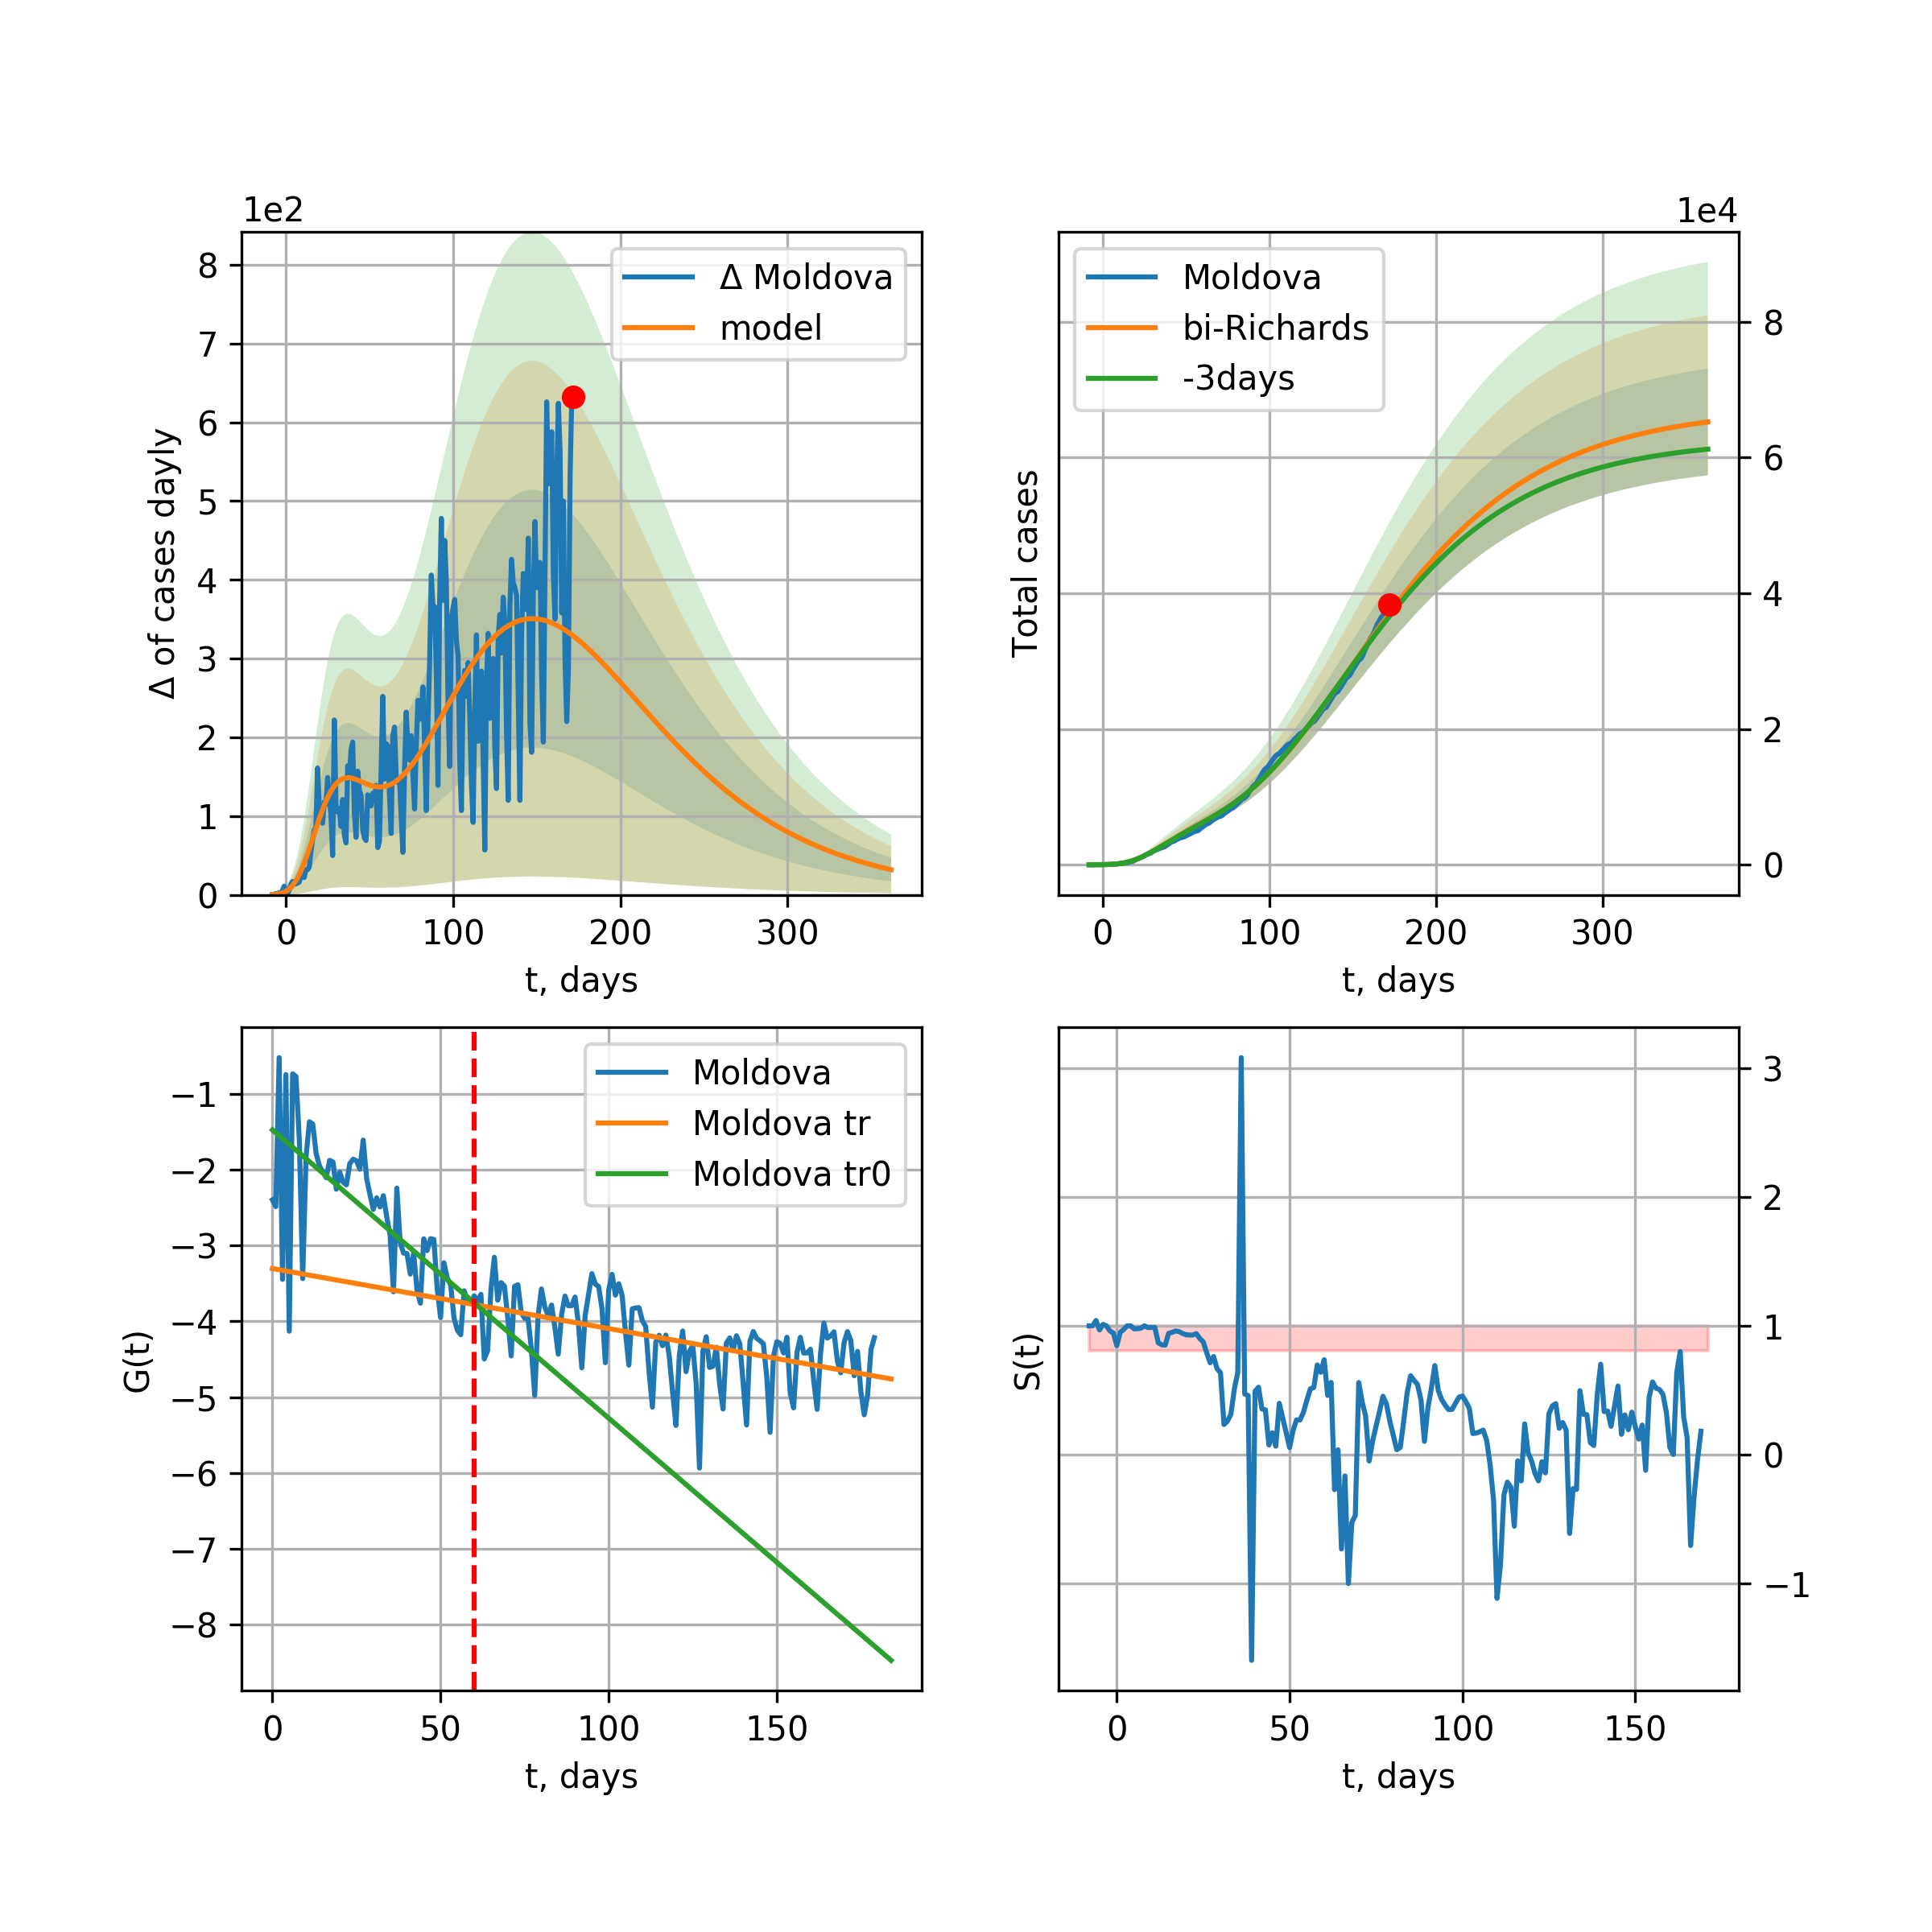 1e2
8
7
6
5
4
3
2
1
0
Δ of cases dayly
Δ Moldova
model
0 100 200 300
t, days
1e4
Moldova
bi-Richards
-3days
Total cases
8
6
4
2
0
0 100 200 300
t, days
−1
−2
−3
−4
−5
−6
−7
−8
G(t)
Moldova
Moldova tr
Moldova tr0
0 50 100 150
t, days
S(t)
3
2
1
0
−1
0 50 100 150
t, days